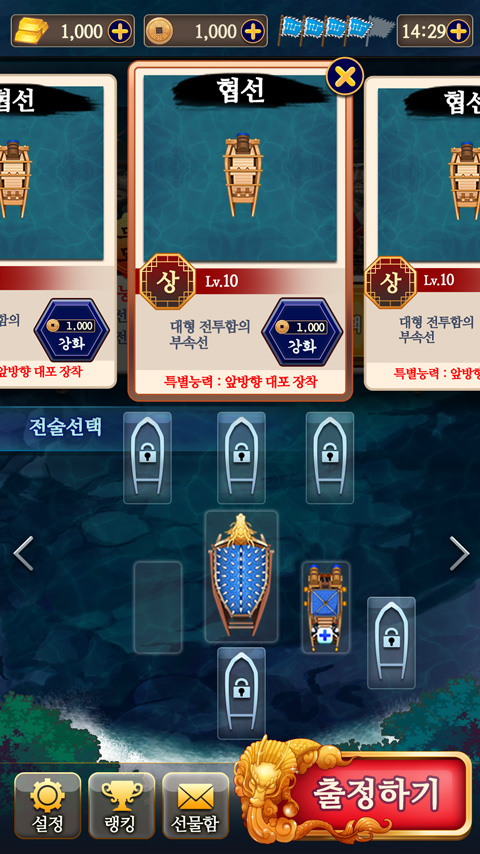 1,000
1,000
14:29
협선
협선
협선
상
Lv.10
상
Lv.10
함의
1,000
강화
앞방향 대포 장착
대형 전투함의
부속선
1,000
강화
특별능력 : 앞방향 대포 장착
대형 전투함의
부속선
특별능력 : 앞방향
전술선택
설정
랭킹
선물함
출정하기